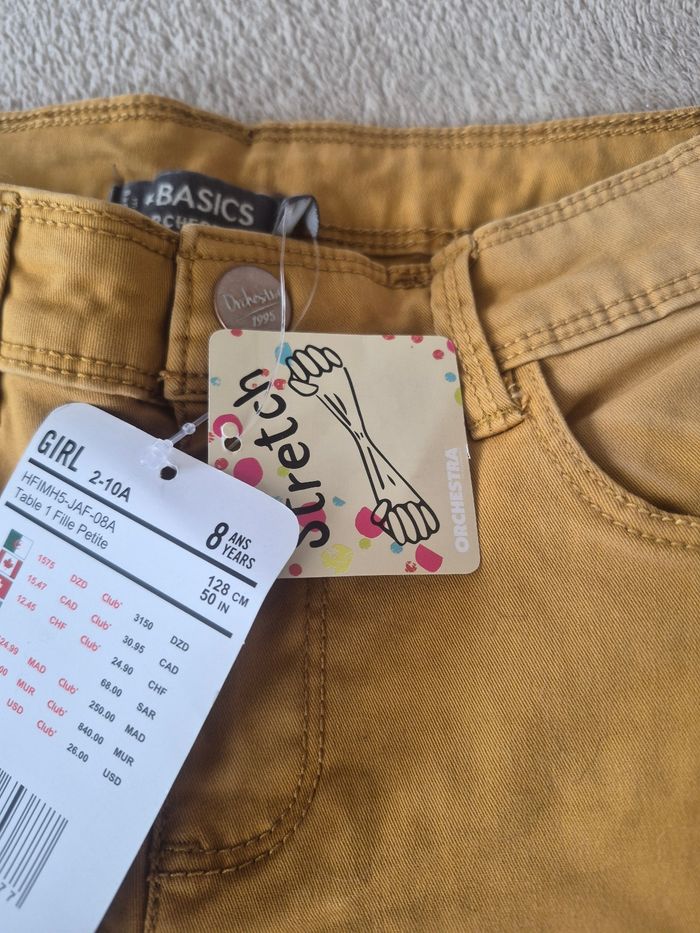 &BASICS
Orchestra
1995
Stretch
ORCHESTRA
GIRL 2-10A
HFIMH5-JAF-08A
Table 1 Fille Petite
8 ANS
YEARS
128 CM
50 IN
1575 DZD Club' 3150 DZD
15.47 CAD Club' 30.95 CAD
12.45 CHF Club' 24.90 CHF
68.00 SAR
MAD Club' 250.00 MAD
MUR Club' 840.00 MUR
USD Club' 26.00 USD